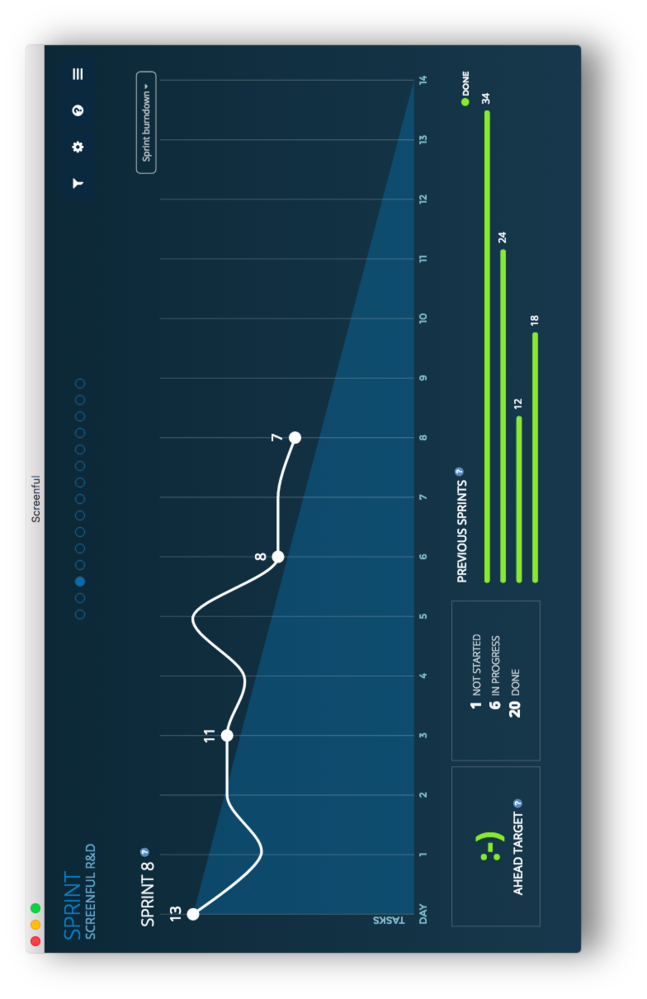 Screenful
SPRINT
SCREENFUL R&D
SPRINT 8
Sprint burndown
13
11
8
7
TASKS
DAY 1 2 3 4 5 6 7 8 9 10 11 12 13 14
:-)
AHEAD TARGET
1 NOT STARTED
6 IN PROGRESS
20 DONE
PREVIOUS SPRINTS
DONE
34
24
12
18